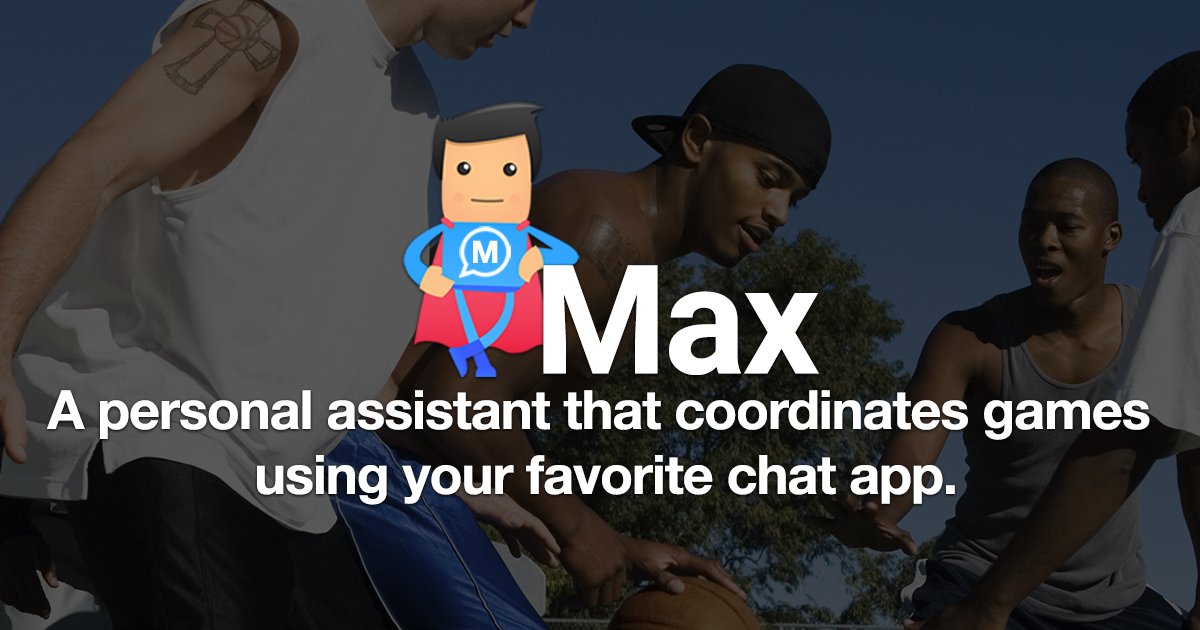 M
Max
A personal assistant that coordinates games
using your favorite chat app.